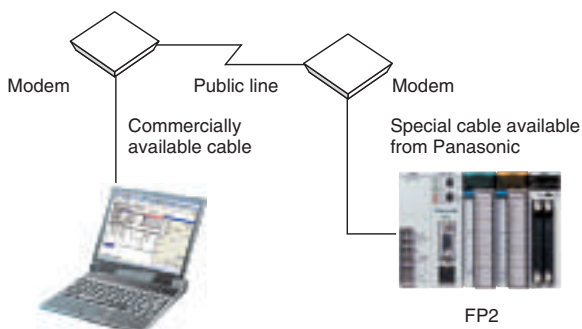 Modem
Public line
Modem
Commercially
available cable
Special cable available
from Panasonic
FP2